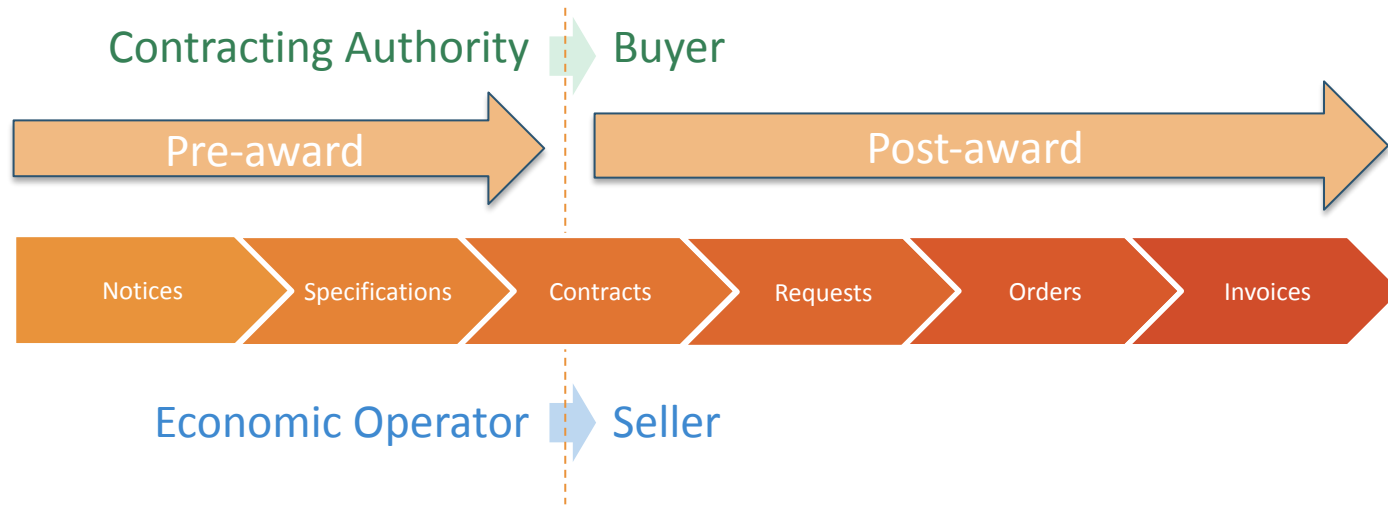 Contracting Authority
Buyer
Pre-award
Post-award
Notices
Specifications
Contracts
Requests
Orders
Invoices
Economic Operator
Seller